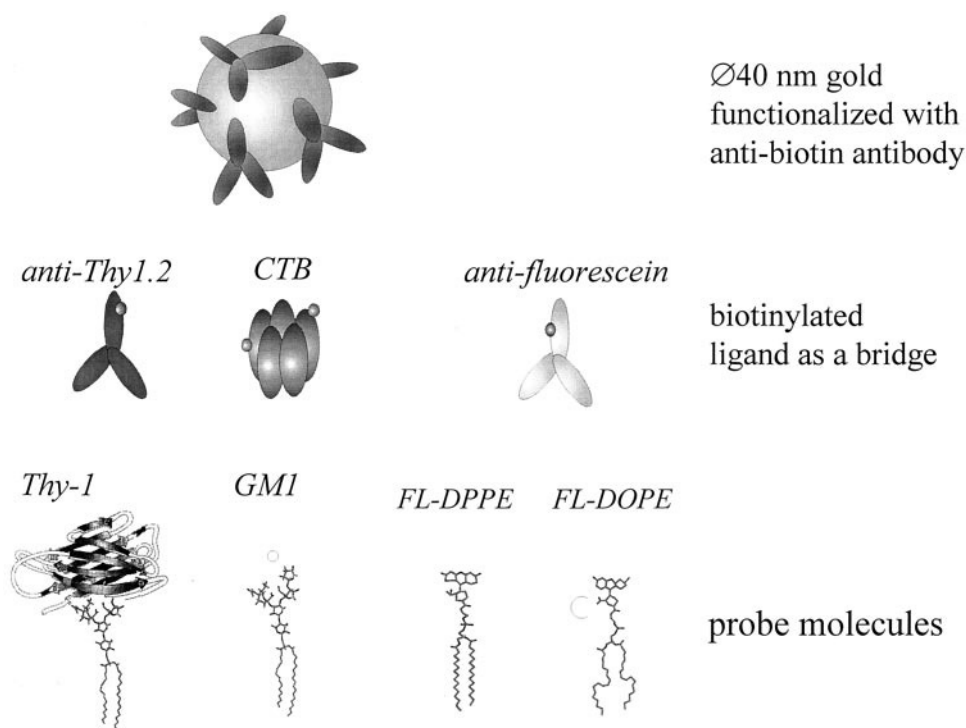 Ø40 nm gold
functionalized with
anti-biotin antibody
anti-Thy1.2
CTB
anti-fluorescein
biotinylated
ligand as a bridge
Thy-1
GM1
FL-DPPE
FL-DOPE
probe molecules